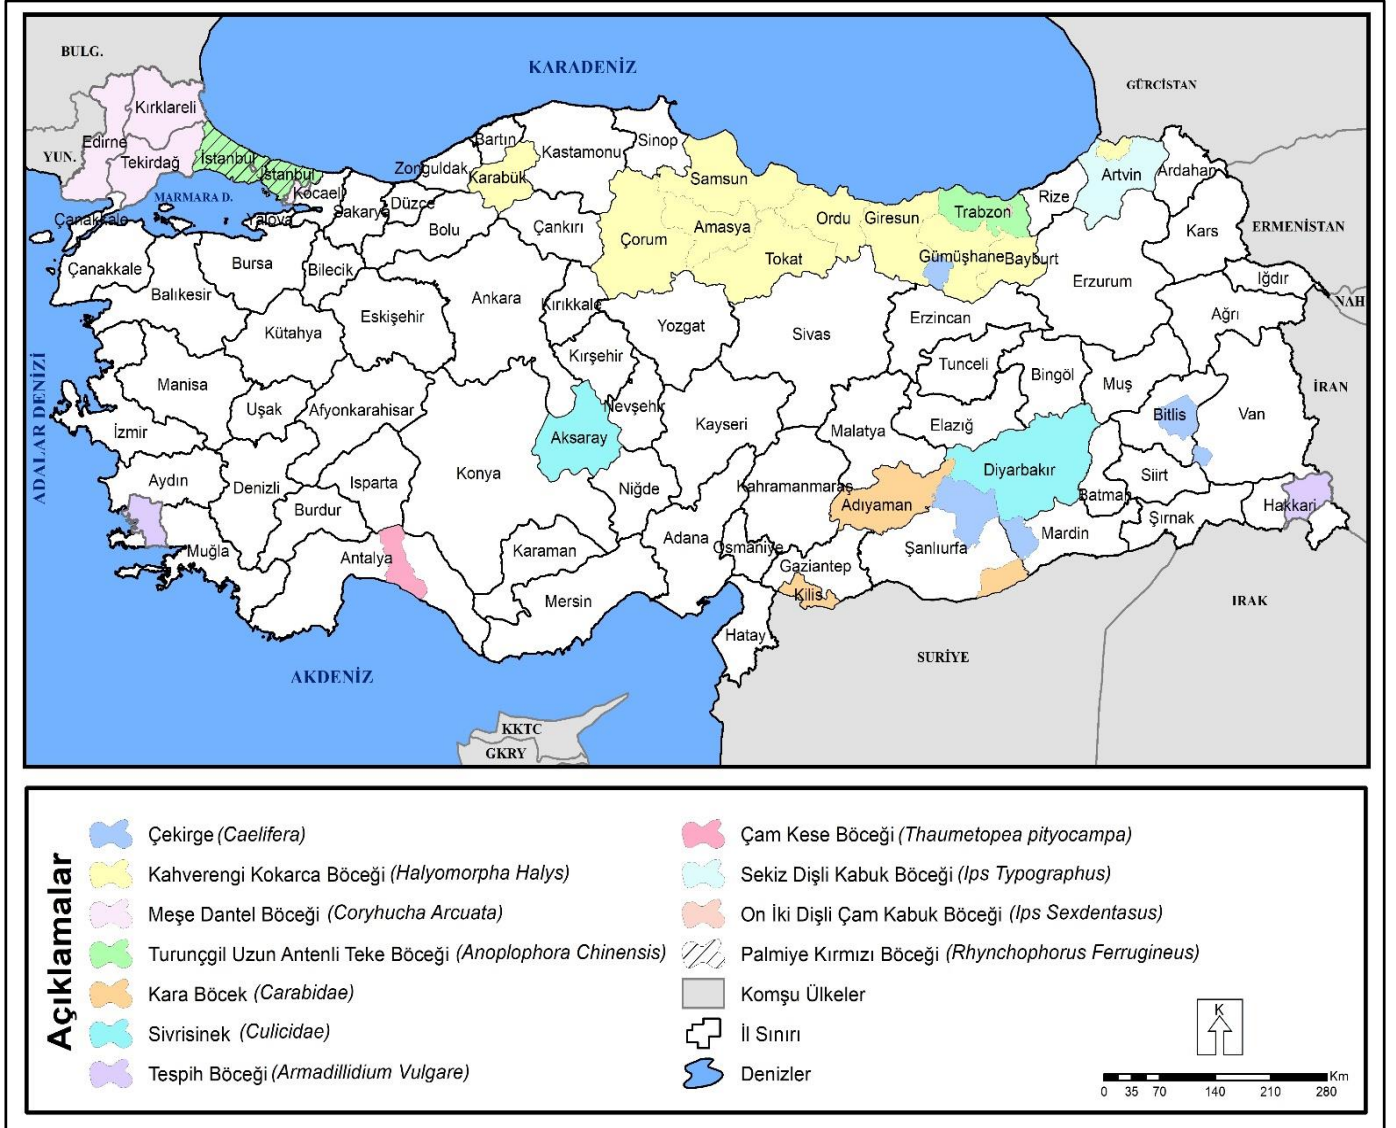 BULG.
KARADENİZ
GÜRCİSTAN
Kırklareli
Edirne
YUN.
Tekirdağ
İstanbul
İstanbul
Kocaeli
MARMARA D.
Çanakkale
Yalova
Sakarya
Düzce
Zonguldak
Bartın
Karabük
Kastamonu
Sinop
Samsun
Bolu
Çankırı
Çorum
Amasya
Tokat
Ordu
Giresun
Trabzon
Gümüşhane
Bayburt
Rize
Artvin
Ardahan
Kars
ERMENİSTAN
Iğdır
NAH
Ağrı
Erzurum
Çanakkale
Balıkesir
Bursa
Bilecik
Kütahya
Eskişehir
Ankara
Kırıkkale
Kırşehir
Yozgat
Sivas
Erzincan
Tunceli
Bingöl
Muş
Bitlis
Van
İRAN
ADALAR DENİZİ
Manisa
Uşak
Afyonkarahisar
İzmir
Aydın
Denizli
Isparta
Burdur
Konya
Aksaray
Nevşehir
Niğde
Kayseri
Malatya
Elazığ
Diyarbakır
Batman
Siirt
Şırnak
Hakkari
Kahramanmaraş
Adıyaman
Şanlıurfa
Mardin
Muğla
Antalya
Karaman
Mersin
Adana
Osmaniye
Gaziantep
Kilis
Hatay
AKDENİZ
SURİYE
IRAK
KKTC
GKRY
Açıklamalar
Çekirge (Caelifera)
Kahverengi Kokarca Böceği (Halyomorpha Halys)
Meşe Dantel Böceği (Coryhucha Arcuata)
Turunçgil Uzun Antenli Teke Böceği (Anoplophora Chinensis)
Kara Böcek (Carabidae)
Sivrisinek (Culicidae)
Tespih Böceği (Armadillidium Vulgare)
Çam Kese Böceği (Thaumetopea pityocampa)
Sekiz Dişli Kabuk Böceği (Ips Typographus)
On İki Dişli Çam Kabuk Böceği (Ips Sexdentasus)
Palmiye Kırmızı Böceği (Rhynchophorus Ferrugineus)
Komşu Ülkeler
İl Sınırı
Denizler
K
Km
0 35 70 140 210 280